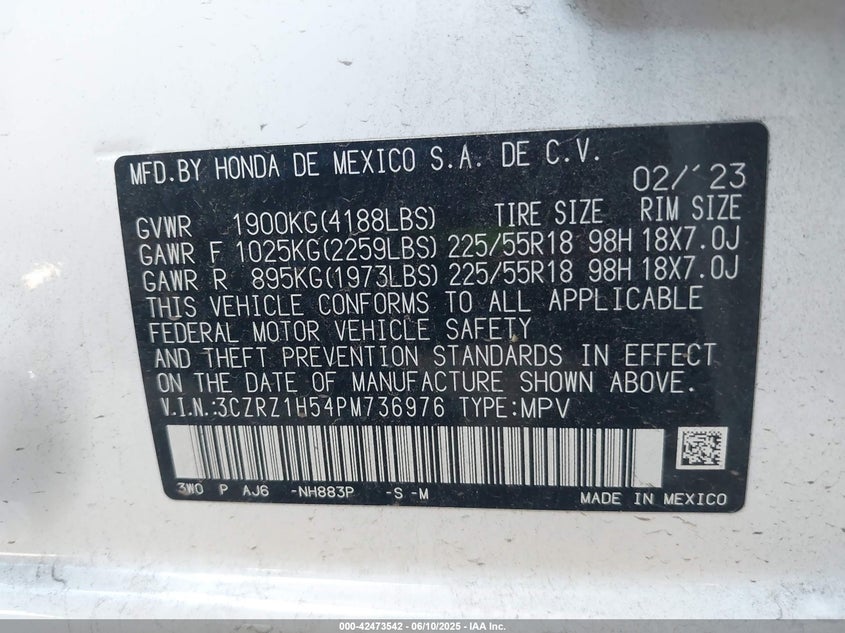 MFD.BY HONDA DE MEXICO S.A. DE C.V.
02/'23
GVWR 1900KG(4188LBS) TIRE SIZE RIM SIZE
GAWR F 1025KG(2259LBS) 225/55R18 98H 18X7.0J
GAWR R 895KG(1973LBS) 225/55R18 98H 18X7.0J
THIS VEHICLE CONFORMS TO ALL APPLICABLE
FEDERAL MOTOR VEHICLE SAFETY
AND THEFT PREVENTION STANDARDS IN EFFECT
ON THE DATE OF MANUFACTURE SHOWN ABOVE.
V.I.N.:3CZRZ1H54PM736976 TYPE:MPV
3W0 P AJ6 -NH883P -S -M MADE IN MEXICO
000-42473542 - 06/10/2025 - IAA Inc.